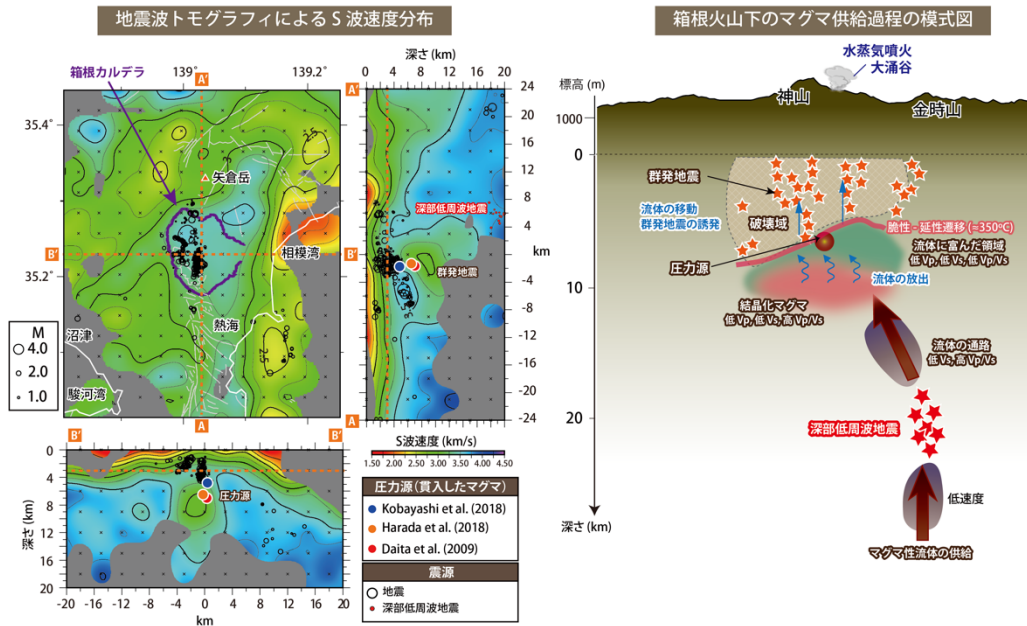 地震波トモグラフィによるS波速度分布
箱根カルデラ
139˚
139.2˚
A'
35.4˚
35.2˚
矢倉岳
B'
B
相模湾
熱海
沼津
駿河湾
2.5
2.5
M
4.0
2.0
1.0
A
深さ (km)
0 4 8 12 16 20
A'
24
20
16
12
8
4
0
-4
-8
-12
-16
-20
-24
km
深部低周波地震
群発地震
A
B'
B'
0
4
8
12
16
20
深さ(km)
圧力源
-20 -16 -12 -8 -4 0 4 8 12 16 20
km
S波速度 (km/s)
1.50 2.00 2.50 3.00 3.50 4.00 4.50
圧力源(貫入したマグマ)
Kobayashi et al. (2018)
Harada et al. (2018)
Daita et al. (2009)
震源
地震
深部低周波地震
箱根火山下のマグマ供給過程の模式図
水蒸気噴火
大涌谷
標高 (m)
神山
金時山
1000
0
10
20
深さ (km)
群発地震
流体の移動
群発地震の誘発
破壊域
脆性 - 延性遷移 (≈350ºC)
圧力源
流体に富んだ領域
低 Vp, 低 Vs, 低 Vp/Vs
流体の放出
結晶化マグマ
低 Vp, 低 Vs, 高 Vp/Vs
流体の通路
低 Vs, 高 Vp/Vs
深部低周波地震
低速度
マグマ性流体の供給